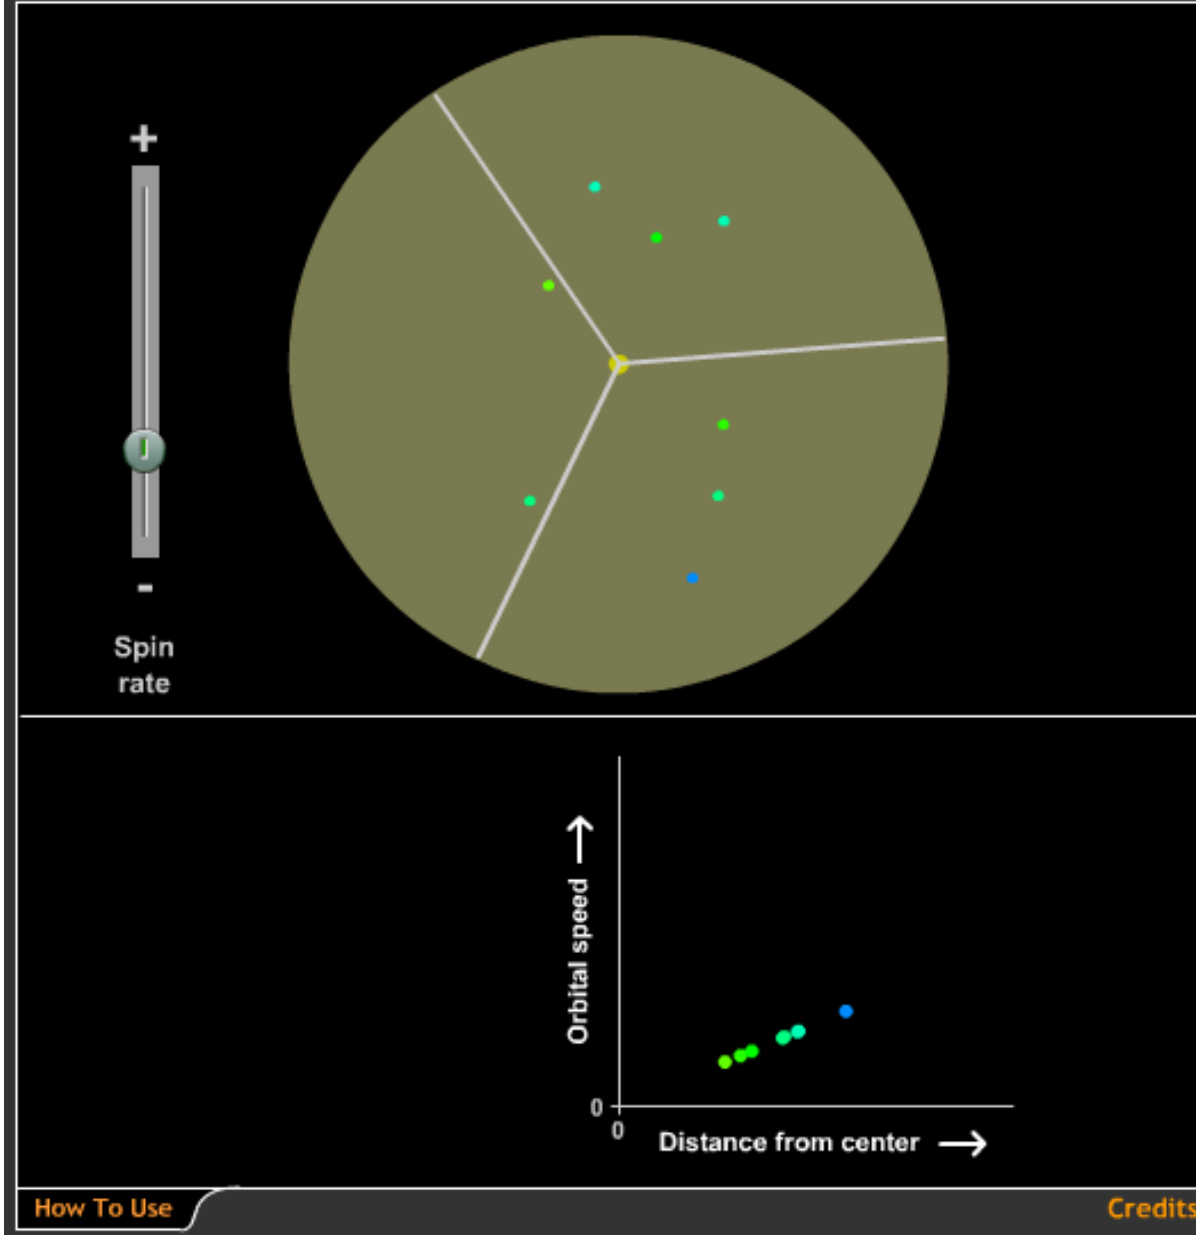 +
-
Spin
rate
Orbital speed
0
0
Distance from center
How To Use
Credits